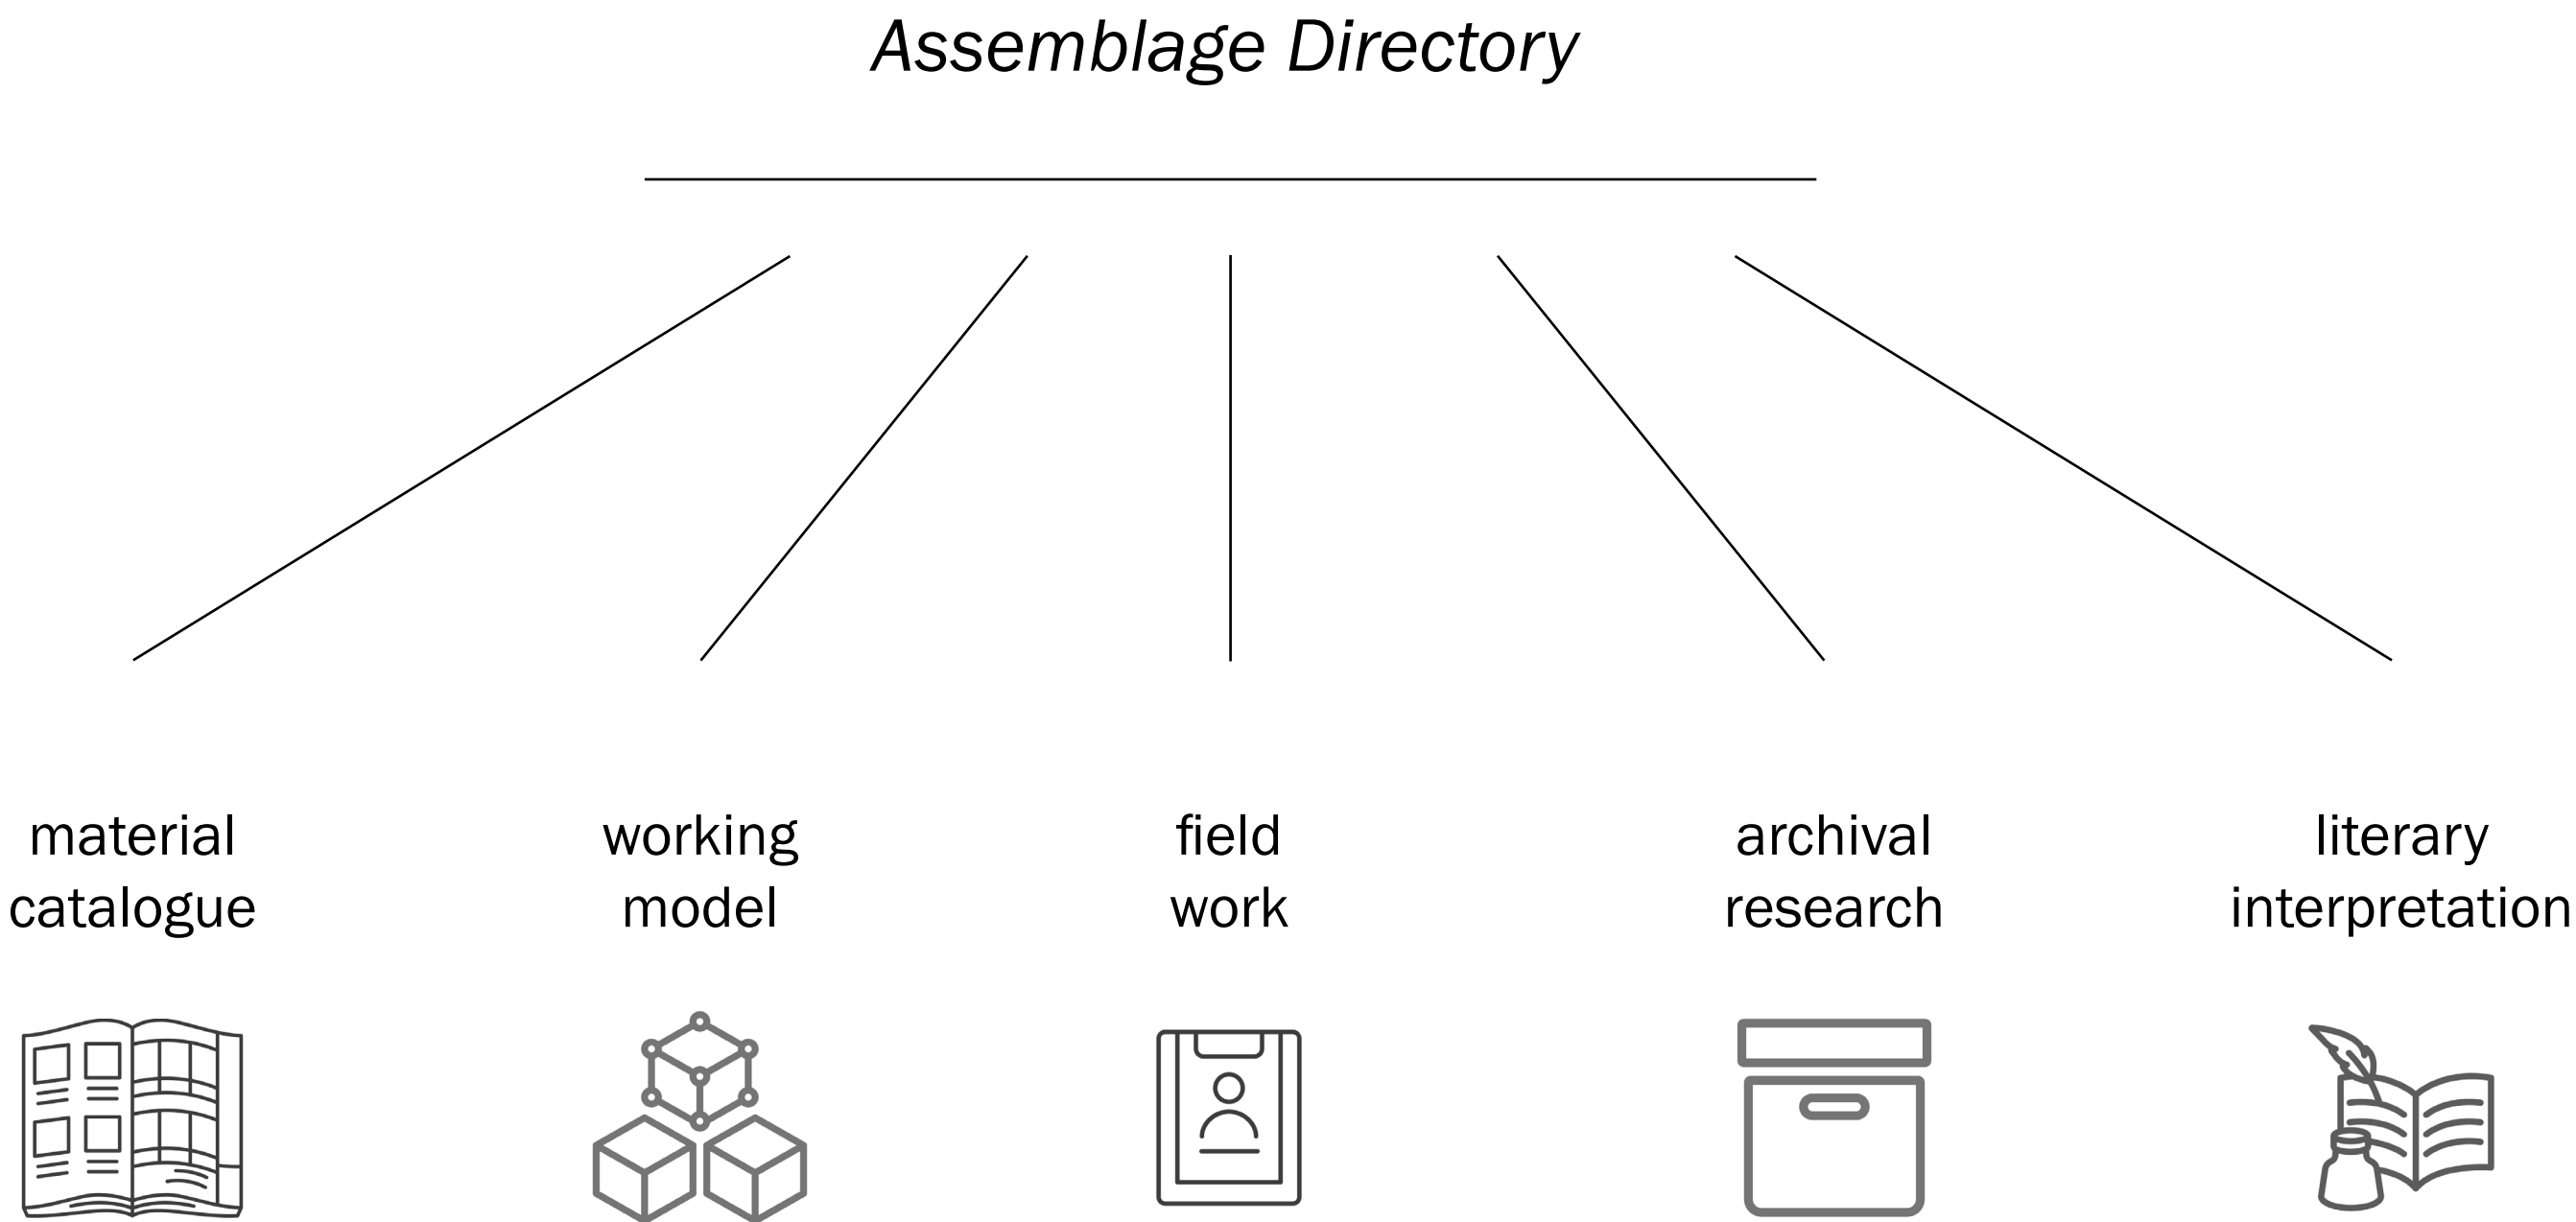 Assemblage Directory
material
catalogue
working
model
field
work
archival
research
literary
interpretation